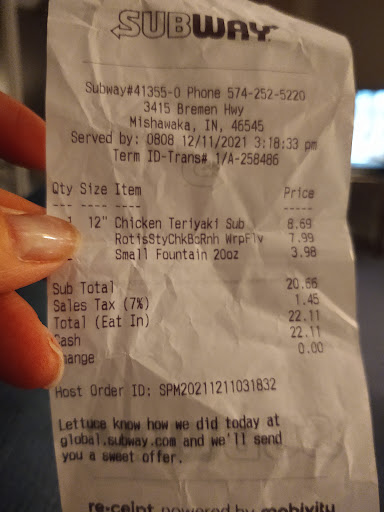 SUBWAY
Subway#41355-0 Phone 574-252-5220
3415 Bremen Hwy
Mishawaka, IN, 46545
Served by: 0808 12/11/2021 3:18:33 pm
Term ID-Trans# 1/A-258486
Qty Size Item Price
12" Chicken Teriyaki Sub 8.69
RotisStyChkBcRnh WrpFlv 7.99
Small Fountain 20oz 3.98
Sub Total 20.66
Sales Tax (7%) 1.45
Total (Eat In) 22.11
Cash 22.11
hange 0.00
Host Order ID: SPM20211211031832
Lettuce know how we did today at
global.subway.com and we'll send
you a sweet offer.
re·ceipt powered by mobivity